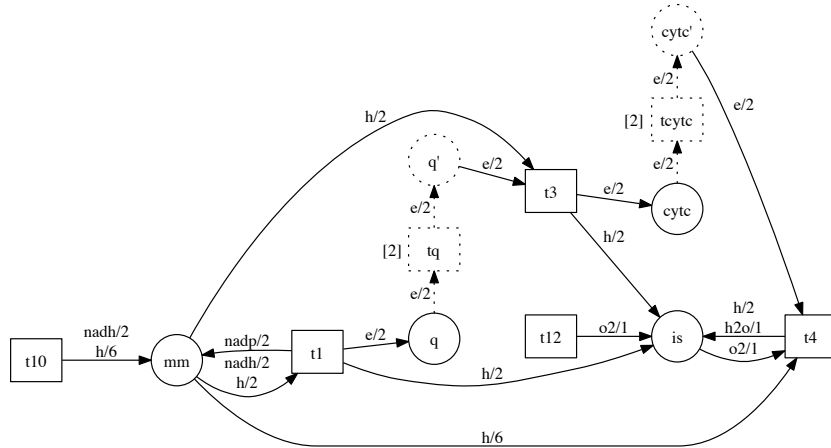 cytc'
e/2
e/2
[2]
tcytc
h/2
e/2
q'
e/2
t3
e/2
cytc
e/2
[2]
tq
h/2
e/2
nadh/2
h/6
t10
mm
nadp/2
nadh/2
h/2
t1
e/2
q
t12
o2/1
is
h/2
h2o/1
o2/1
t4
h/2
h/6